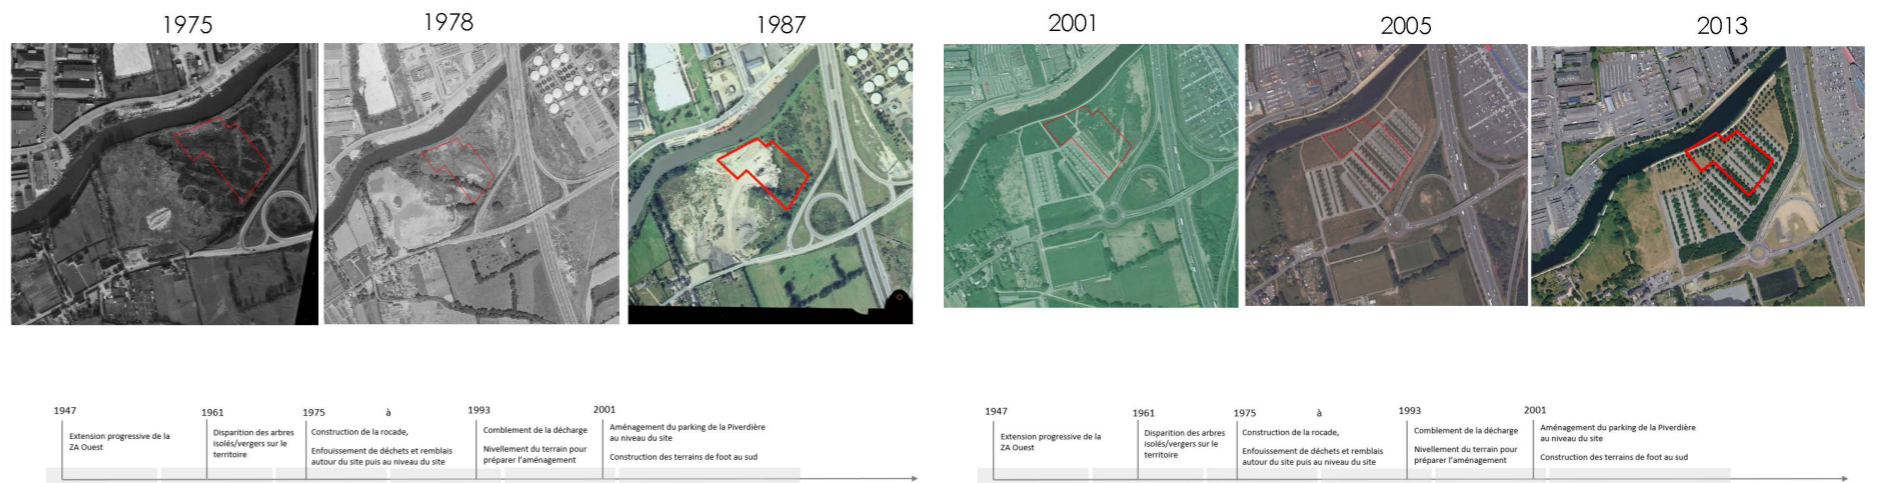 1975
1978
1987
2001
2005
2013
1947
Extension progressive de la
ZA Ouest
1961
Disparition des arbres
isolés/vergers sur le
territoire
1975
à
Construction de la rocade,
Enfouissement de déchets et remblais
autour du site puis au niveau du site
1993
Comblement de la décharge
Nivellement du terrain pour
préparer l'aménagement
2001
Aménagement du parking de la Piverdière
au niveau du site
Construction des terrains de foot au sud
1947
Extension progressive de la
ZA Ouest
1961
Disparition des arbres
isolés/vergers sur le
territoire
1975
à
Construction de la rocade,
Enfouissement de déchets et remblais
autour du site puis au niveau du site
1993
Comblement de la décharge
Nivellement du terrain pour
préparer l'aménagement
2001
Aménagement du parking de la Piverdière
au niveau du site
Construction des terrains de foot au sud